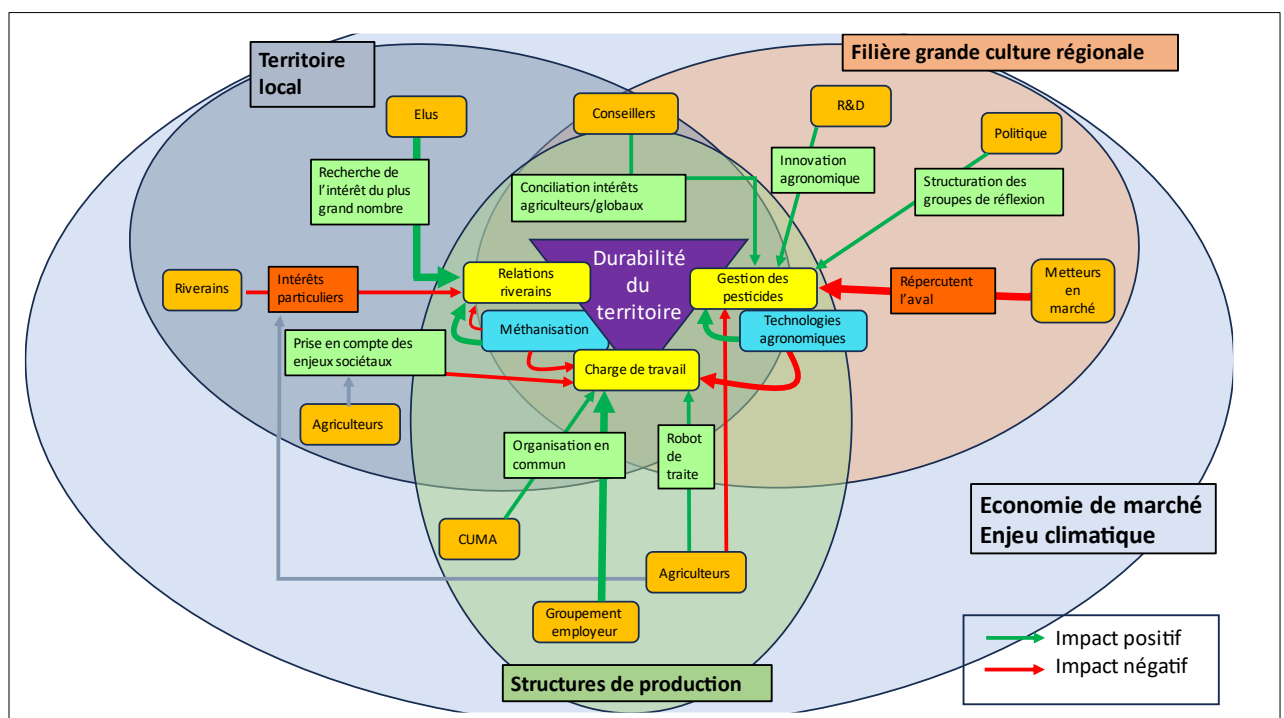 Territoire
local
Filière grande culture régionale
Elus
Conseillers
R&D
Politique
Recherche de
l'intérêt du plus
grand nombre
Conciliation intérêts
agriculteurs/globaux
Innovation
agronomique
Structuration des
groupes de réflexion
Durabilité
du
territoire
Riverains
Intérêts
particuliers
Relations
riverains
Gestion des
pesticides
Répercutent
l'aval
Metteurs
en
marché
Méthanisation
Technologies
agronomiques
Prise en compte des
enjeux sociétaux
Charge de travail
Agriculteurs
Organisation en
commun
Robot
de
traite
CUMA
Agriculteurs
Groupement
employeur
Economie de marché
Enjeu climatique
Structures de production
Impact positif
Impact négatif